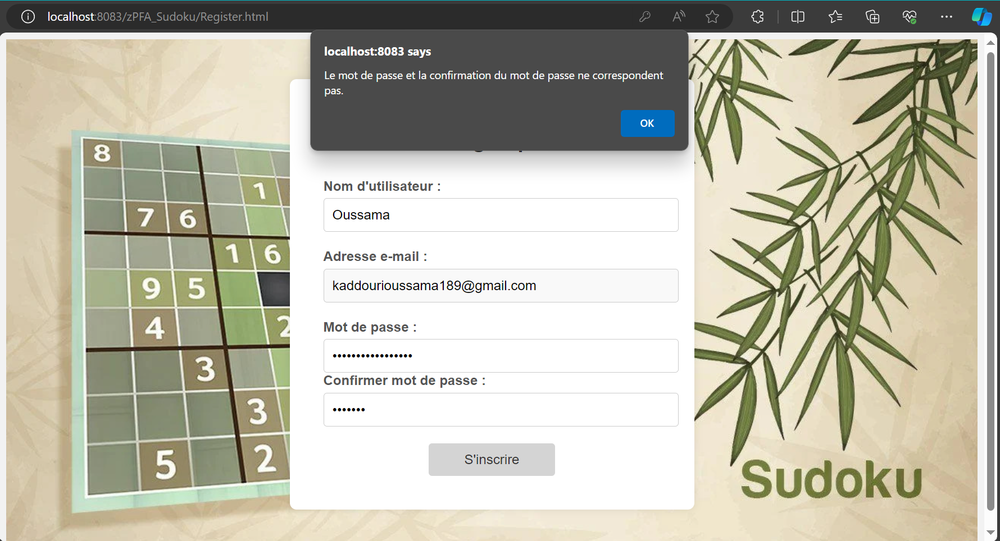 localhost:8083/zPFA_Sudoku/Register.html
localhost:8083 says
Le mot de passe et la confirmation du mot de passe ne correspondent
pas.
OK
Nom d'utilisateur :
Oussama
Adresse e-mail :
kaddourioussama189@gmail.com
Mot de passe :
•••••••••••••••••
Confirmer mot de passe :
•••••••
S'inscrire
8
1
7 6
1 6
9 5
4 2
3
3
5 2
Sudoku